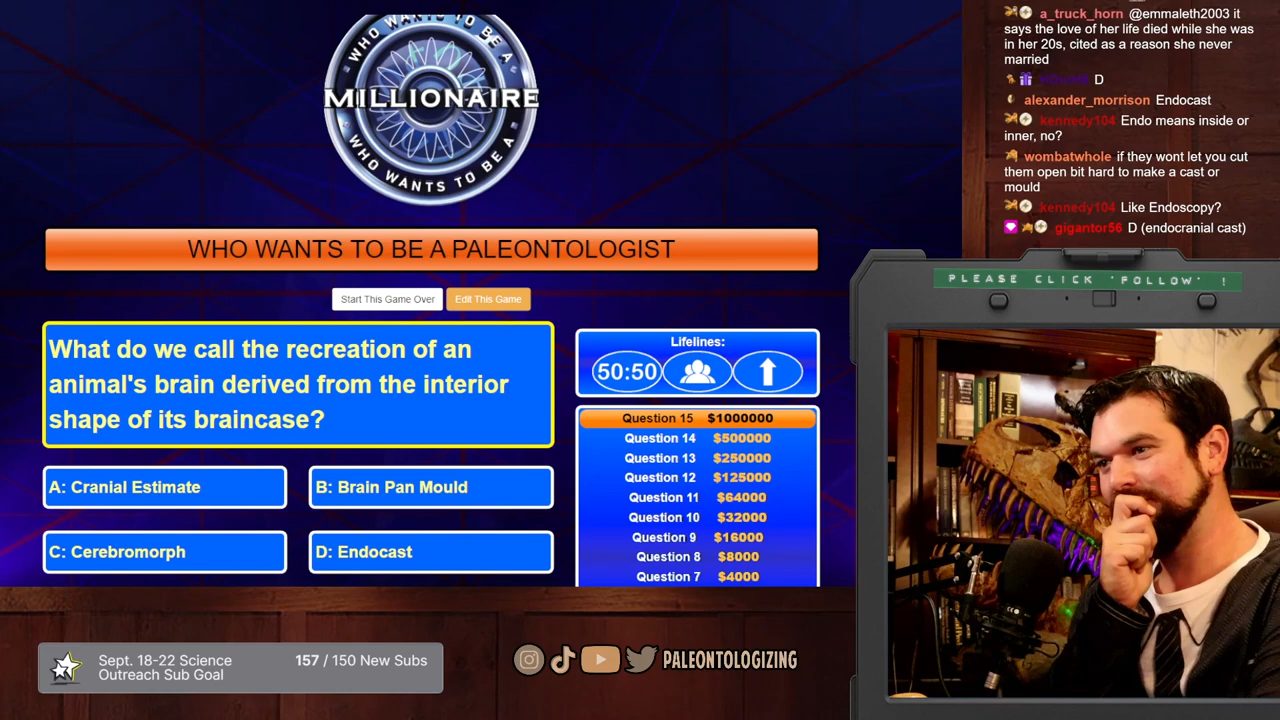 WHO WANTS TO BE A
MILLIONAIRE
WHO WANTS TO BE A
WHO WANTS TO BE A PALEONTOLOGIST
Start This Game Over
Edit This Game
What do we call the recreation of an
animal's brain derived from the interior
shape of its braincase?
A: Cranial Estimate
B: Brain Pan Mould
C: Cerebromorph
D: Endocast
Lifelines:
50:50
Question 15 $1000000
Question 14 $500000
Question 13 $250000
Question 12 $125000
Question 11 $64000
Question 10 $32000
Question 9 $16000
Question 8 $8000
Question 7 $4000
a_truck_horn @emmaleth2003 it
says the love of her life died while she was
in her 20s, cited as a reason she never
married
D
alexander_morrison Endocast
kennedy104 Endo means inside or
inner, no?
wombatwhole if they wont let you cut
them open bit hard to make a cast or
mould
kennedy104 Like Endoscopy?
gigantor56 D (endocranial cast)
PLEASE CLICK 'FOLLOW' !
Sept. 18-22 Science
Outreach Sub Goal
157 / 150 New Subs
PALEONTOLOGIZING